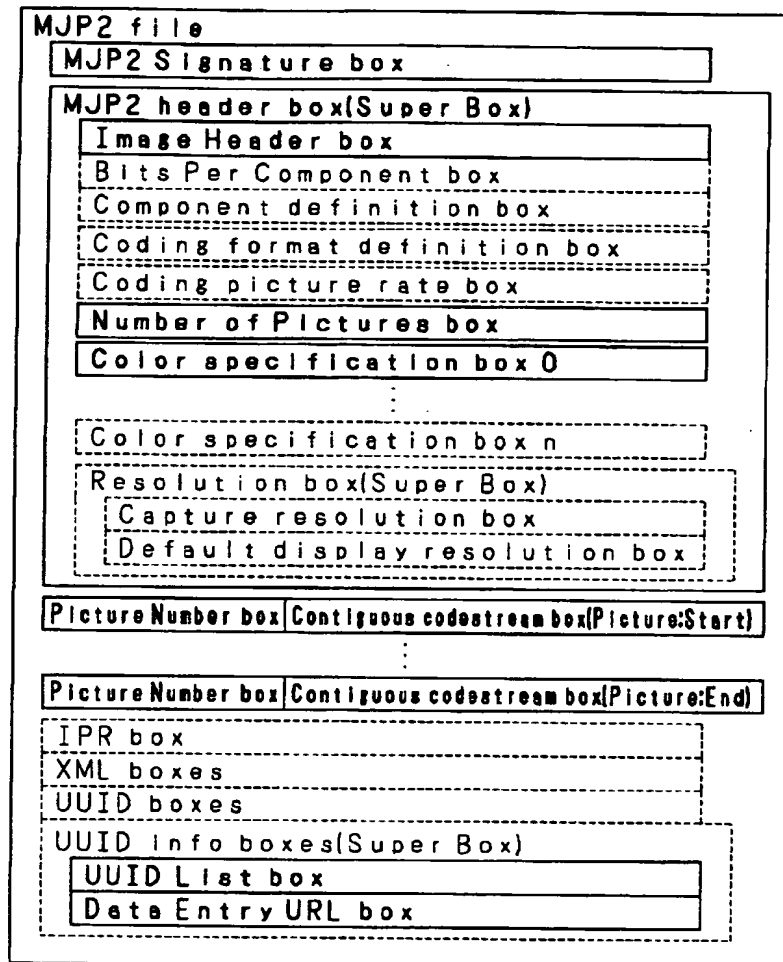 MJP2 file
MJP2 Signature box
MJP2 header box(Super Box)
Image Header box
Bits Per Component box
Component definition box
Coding format definition box
Coding picture rate box
Number of Pictures box
Color specification box 0
Color specification box n
Resolution box(Super Box)
Capture resolution box
Default display resolution box
Picture Number box Contiguous codestream box(Picture:Start)
Picture Number box Contiguous codestream box(Picture:End)
IPR box
XML boxes
UUID boxes
UUID info boxes(Super Box)
UUID List box
Data Entry URL box